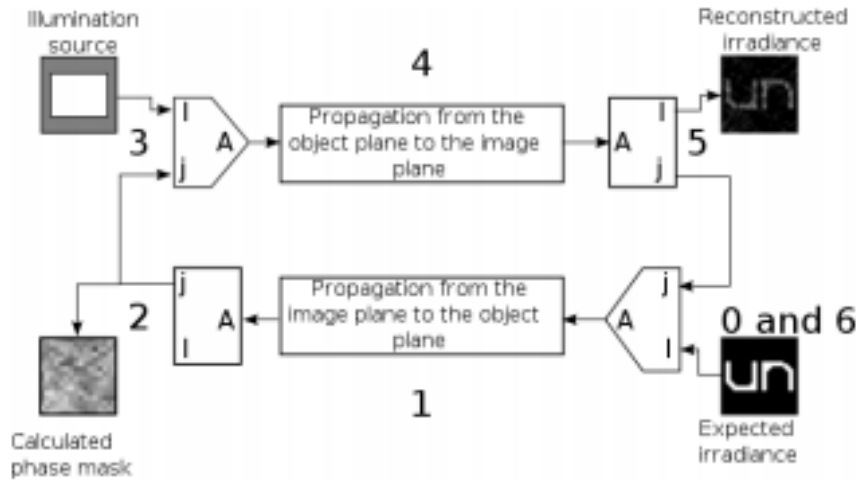 Illumination
source
4
Reconstructed
irradiance
I
3
A
j
Propagation from the
object plane to the image
plane
I
A
5
j
un
j
2
A
I
Propagation from the
image plane to the object
plane
j
A
I
0 and 6
un
1
Calculated
phase mask
Expected
irradiance